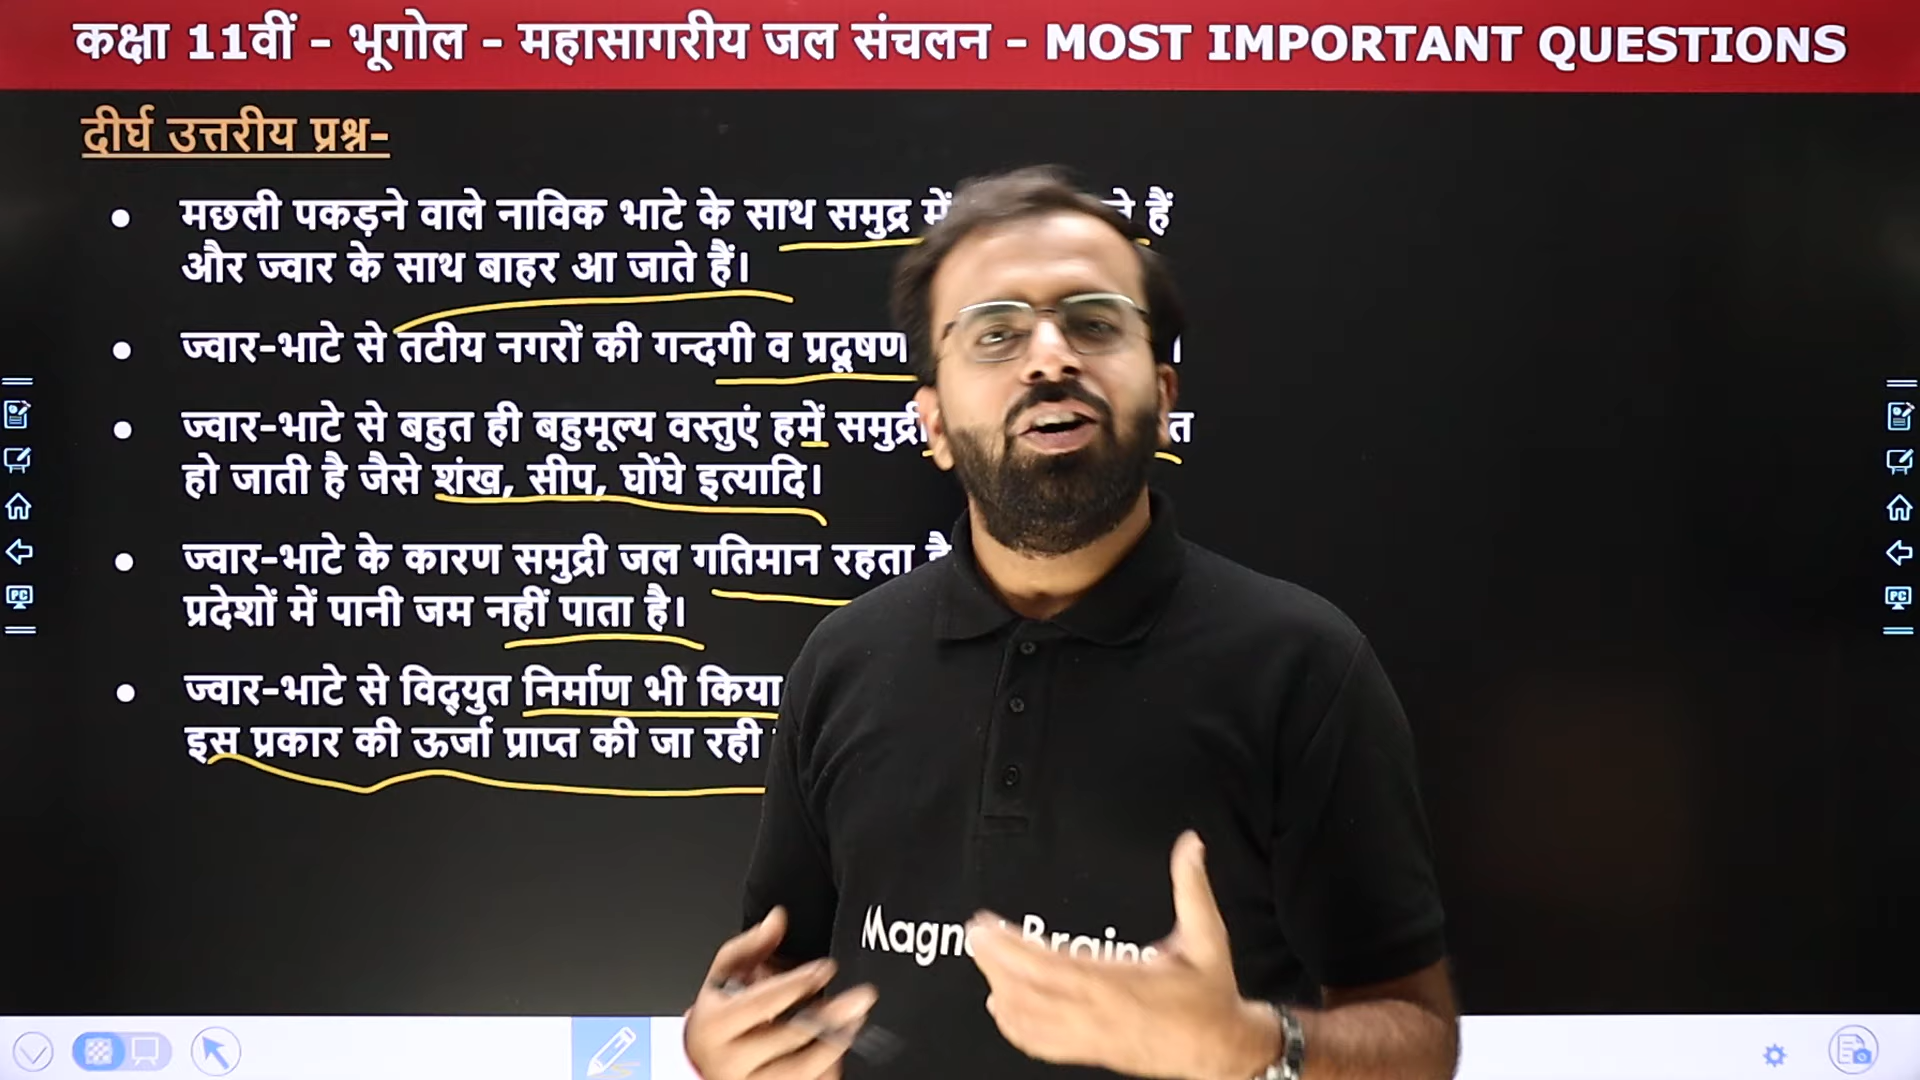 कक्षा 11वीं - भूगोल - महासागरीय जल संचलन - MOST IMPORTANT QUESTIONS
दीर्घ उत्तरीय प्रश्न-
• मछली पकड़ने वाले नाविक भाटे के साथ समुद्र में हैं
और ज्वार के साथ बाहर आ जाते हैं।
• ज्वार-भाटे से तटीय नगरों की गन्दगी व प्रदूषण
• ज्वार-भाटे से बहुत ही बहुमूल्य वस्तुएं हमें समुद्री
हो जाती है जैसे शंख, सीप, घोंघे इत्यादि।
• ज्वार-भाटे के कारण समुद्री जल गतिमान रहता है
प्रदेशों में पानी जम नहीं पाता है।
• ज्वार-भाटे से विद्युत निर्माण भी किया
इस प्रकार की ऊर्जा प्राप्त की जा रही
PC
PC